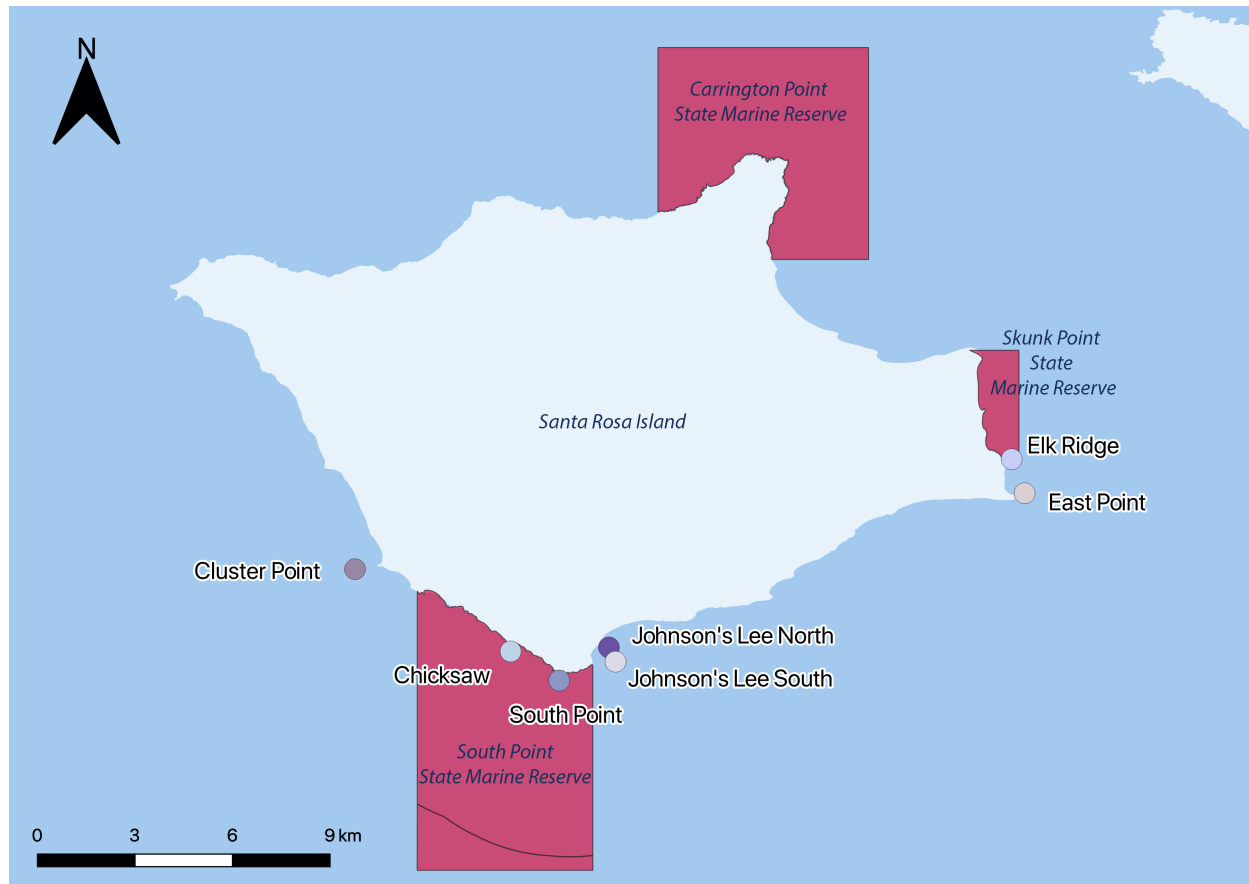 N
Carrington Point
State Marine Reserve
Skunk Point
State
Marine Reserve
Santa Rosa Island
Elk Ridge
East Point
Cluster Point
Johnson's Lee North
Chicksaw
Johnson's Lee South
South Point
South Point
State Marine Reserve
0 3 6 9 km